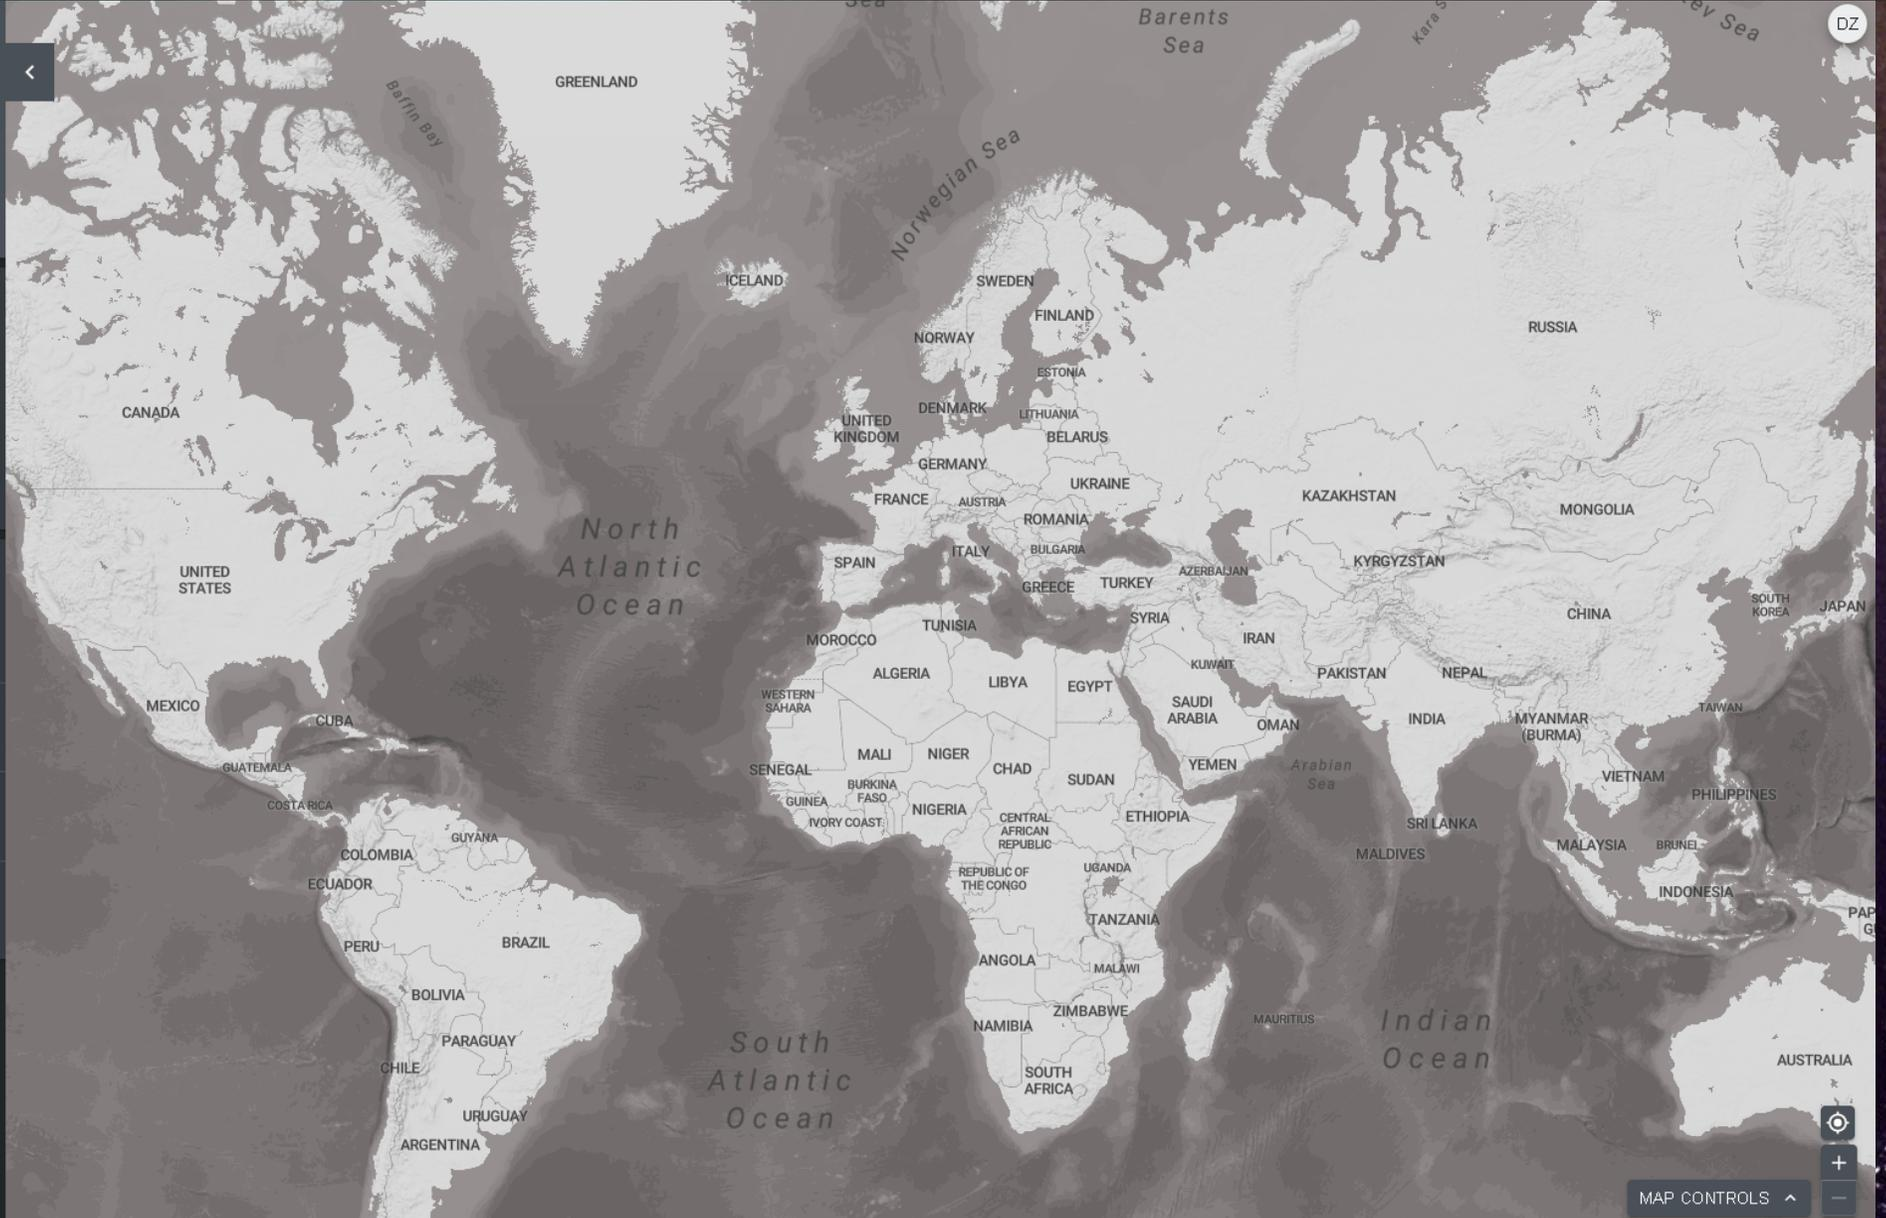 Sea
Barents
Sea
Kara S
ev Sea
DZ
GREENLAND
Baffin Bay
Norwegian Sea
ICELAND
SWEDEN
FINLAND
NORWAY
RUSSIA
ESTONIA
CANADA
DENMARK
LITHUANIA
UNITED
KINGDOM
BELARUS
GERMANY
UKRAINE
FRANCE
AUSTRIA
KAZAKHSTAN
MONGOLIA
ROMANIA
North
Atlantic
Ocean
ITALY
BULGARIA
SPAIN
KYRGYZSTAN
AZERBAIJAN
UNITED
STATES
GREECE
TURKEY
SOUTH
KOREA
JAPAN
CHINA
SYRIA
TUNISIA
MOROCCO
IRAN
KUWAIT
ALGERIA
LIBYA
EGYPT
PAKISTAN
NEPAL
WESTERN
SAHARA
MEXICO
SAUDI
ARABIA
TAIWAN
CUBA
OMAN
INDIA
MYANMAR
(BURMA)
MALI
NIGER
GUATEMALA
SENEGAL
CHAD
YEMEN
Arabian
Sea
SUDAN
VIETNAM
BURKINA
FASO
PHILIPPINES
COSTA RICA
GUINEA
NIGERIA
ETHIOPIA
IVORY COAST
CENTRAL
AFRICAN
REPUBLIC
SRI LANKA
GUYANA
MALAYSIA
BRUNEI
COLOMBIA
MALDIVES
UGANDA
REPUBLIC OF
THE CONGO
ECUADOR
INDONESIA
PAP
G
TANZANIA
PERU
BRAZIL
ANGOLA
MALAWI
BOLIVIA
ZIMBABWE
MAURITIUS
NAMIBIA
Indian
Ocean
PARAGUAY
South
Atlantic
Ocean
CHILE
AUSTRALIA
SOUTH
AFRICA
URUGUAY
ARGENTINA
MAP CONTROLS